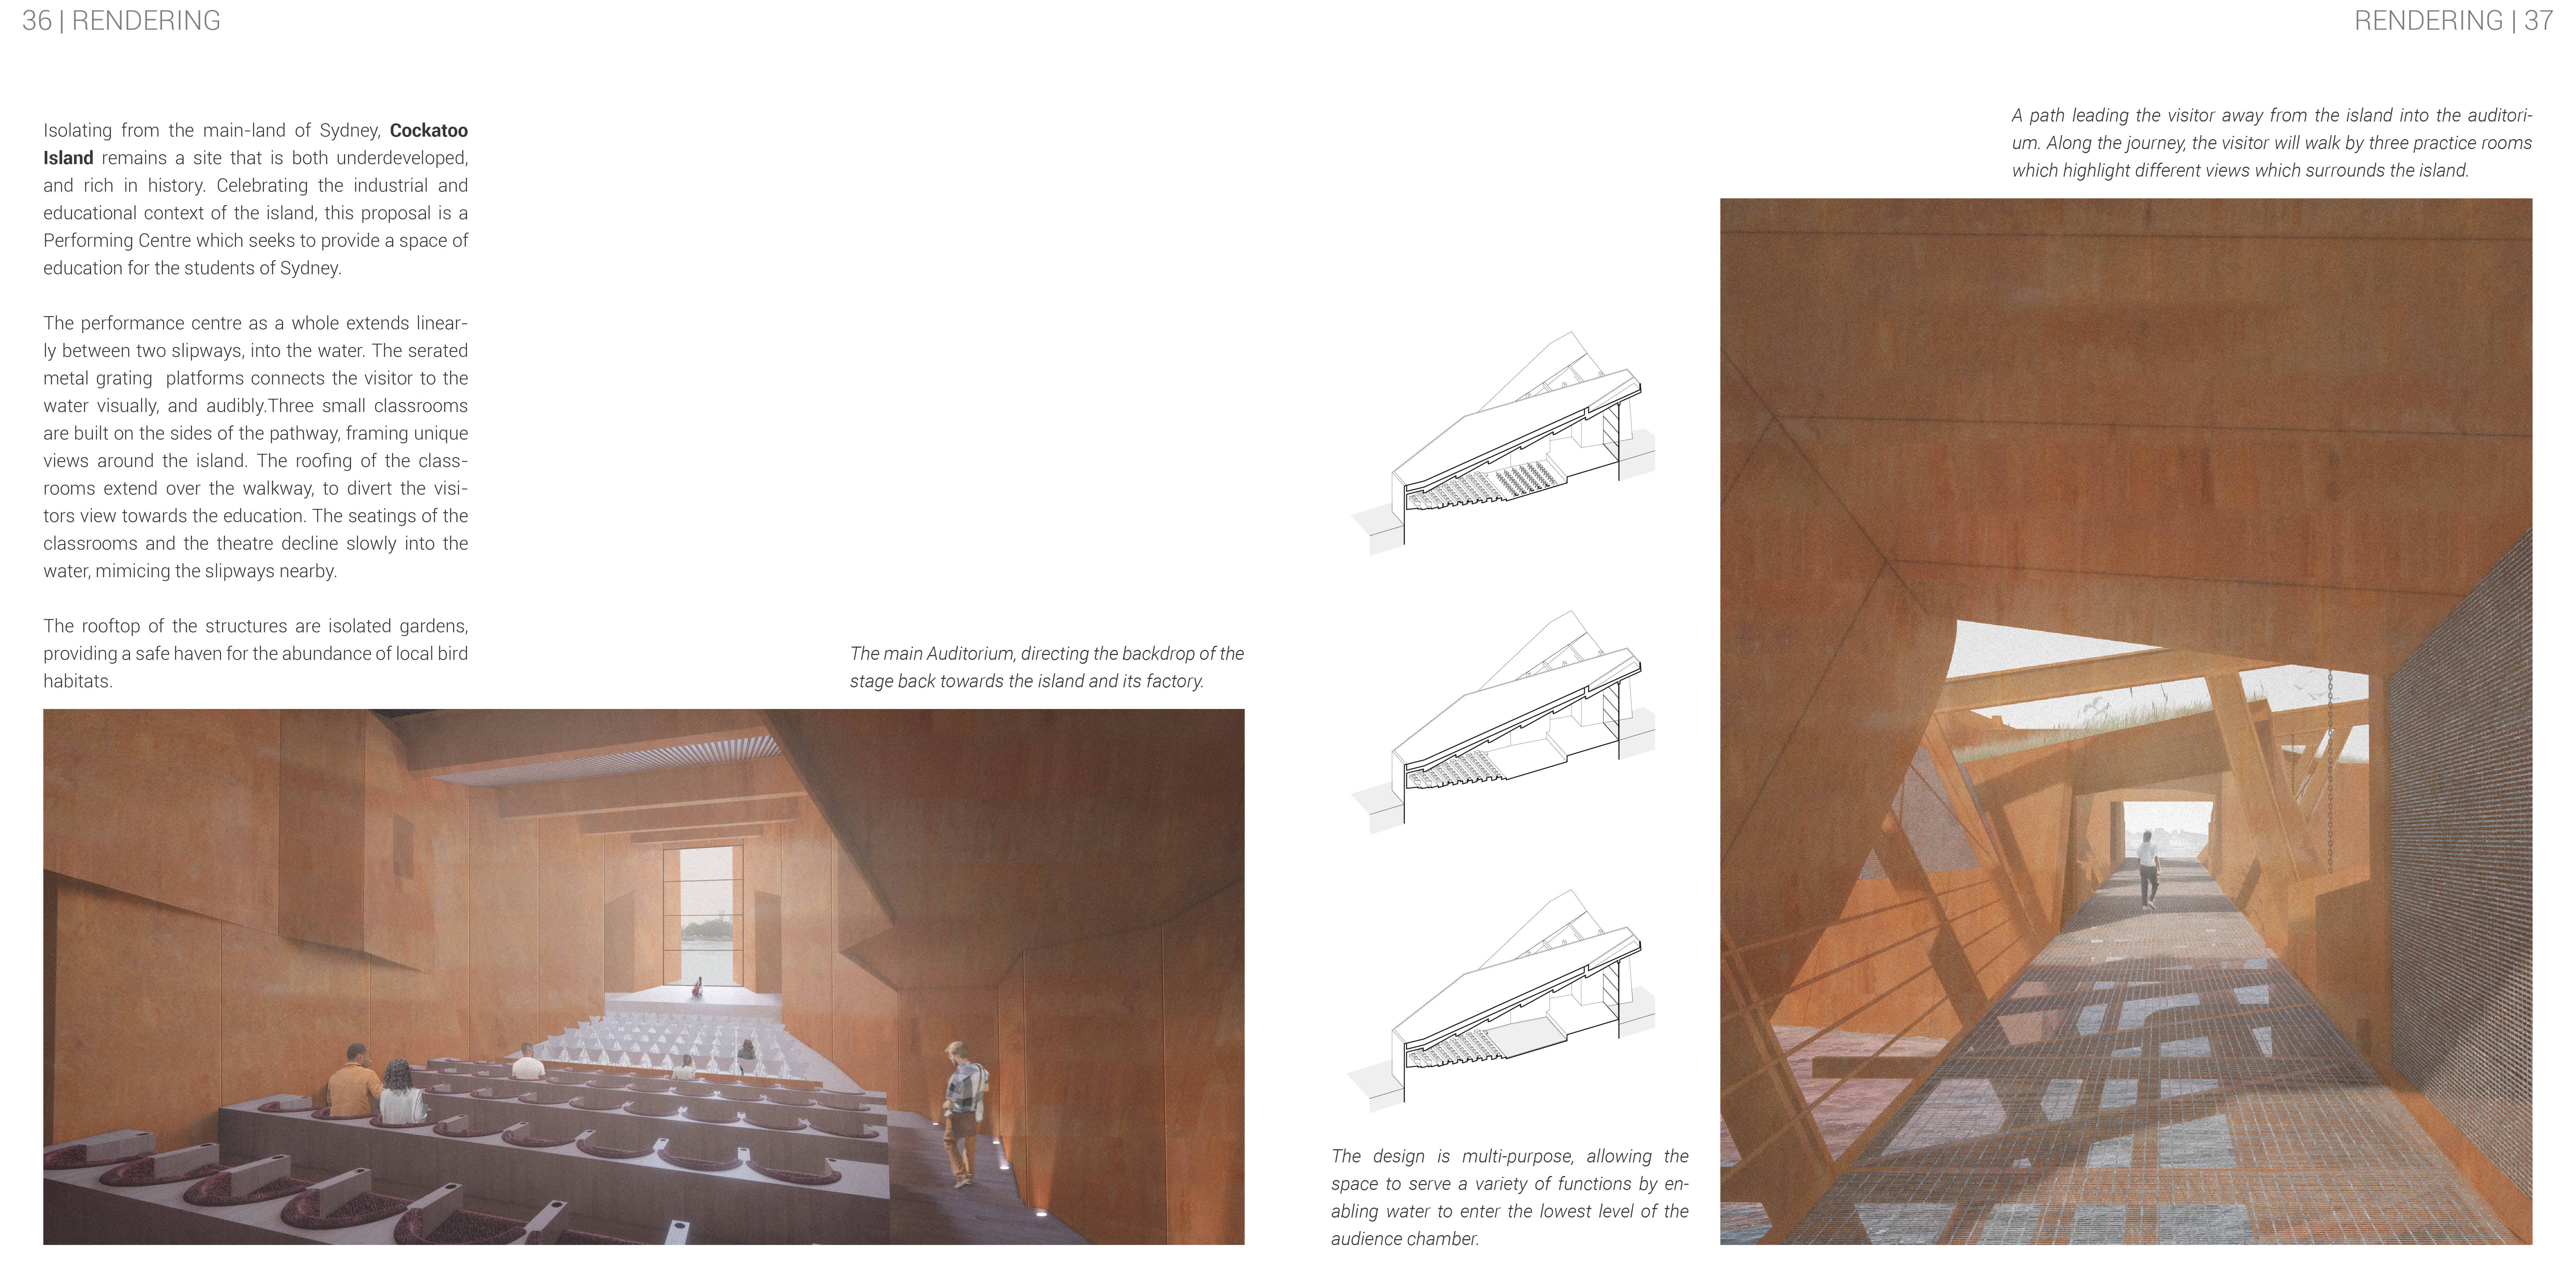 36 | RENDERING
RENDERING | 37
Isolating from the main-land of Sydney, Cockatoo
Island remains a site that is both underdeveloped,
and rich in history. Celebrating the industrial and
educational context of the island, this proposal is a
Performing Centre which seeks to provide a space of
education for the students of Sydney.
The performance centre as a whole extends linear-
ly between two slipways, into the water. The serated
metal grating  platforms connects the visitor to the
water visually, and audibly.Three small classrooms
are built on the sides of the pathway, framing unique
views around the island. The roofing of the class-
rooms extend over the walkway, to divert the visi-
tors view towards the education. The seatings of the
classrooms and the theatre decline slowly into the
water, mimicing the slipways nearby.
The rooftop of the structures are isolated gardens,
providing a safe haven for the abundance of local bird
habitats.
The main Auditorium, directing the backdrop of the
stage back towards the island and its factory.
The design is multi-purpose, allowing the
space to serve a variety of functions by en-
abling water to enter the lowest level of the
audience chamber.
A path leading the visitor away from the island into the auditori-
um. Along the journey, the visitor will walk by three practice rooms
which highlight different views which surrounds the island.